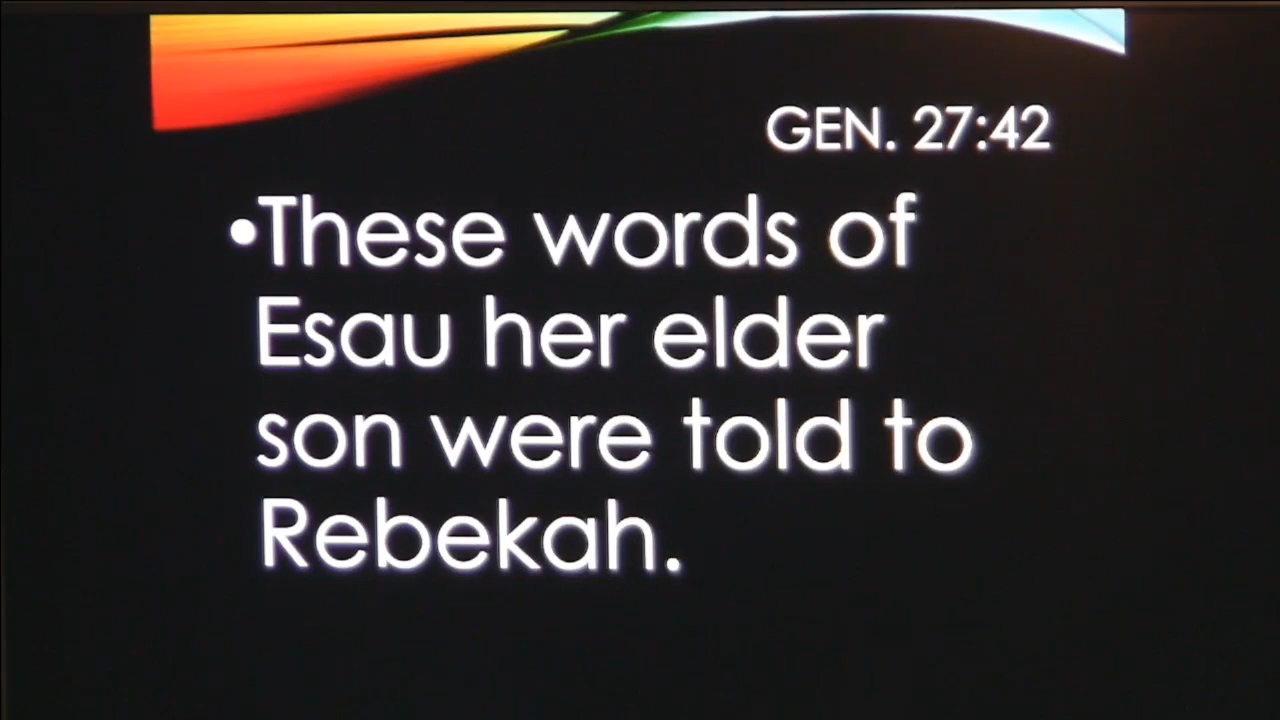 GEN. 27:42
•These words of
Esau her elder
son were told to
Rebekah.